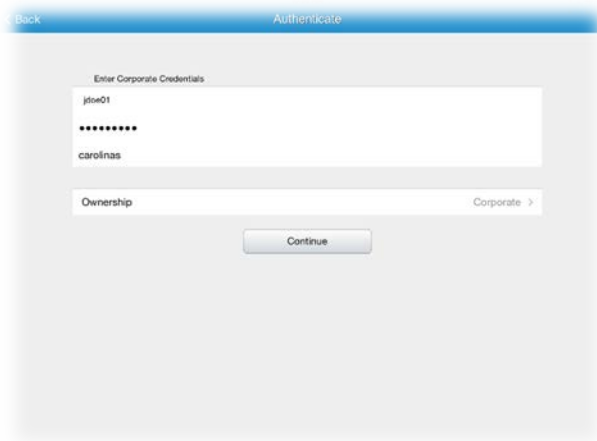 Back
Authenticate
Enter Corporate Credentials
jdoe01
•••••••••
carolinas
Ownership
Corporate >
Continue